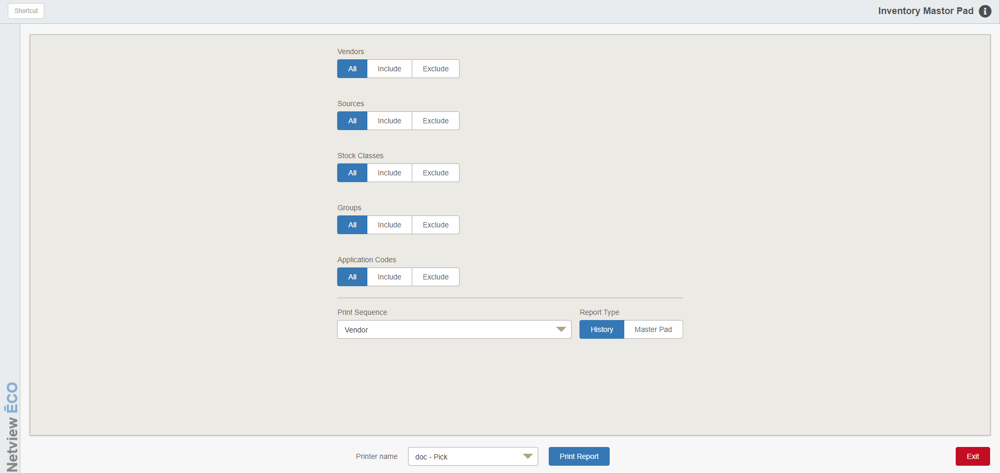 Shortcut
Inventory Mastor Pad
Vendors
All Include Exclude
Sources
All Include Exclude
Stock Classes
All Include Exclude
Groups
All Include Exclude
Application Codes
All Include Exclude
Print Sequence Report Type
Vendor History Master Pad
Netview ĒCO
Printer name doc - Pick Print Report Exit